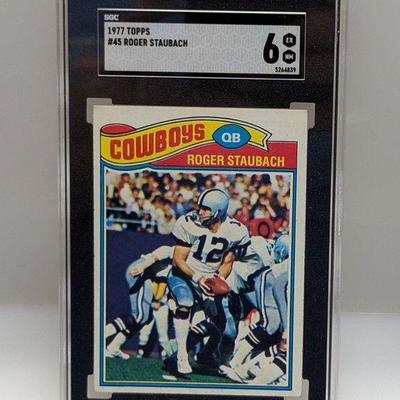 SGC
1977 TOPPS
#45 ROGER STAUBACH
6 EX NM
5264839
COWBOYS QB
ROGER STAUBACH
12